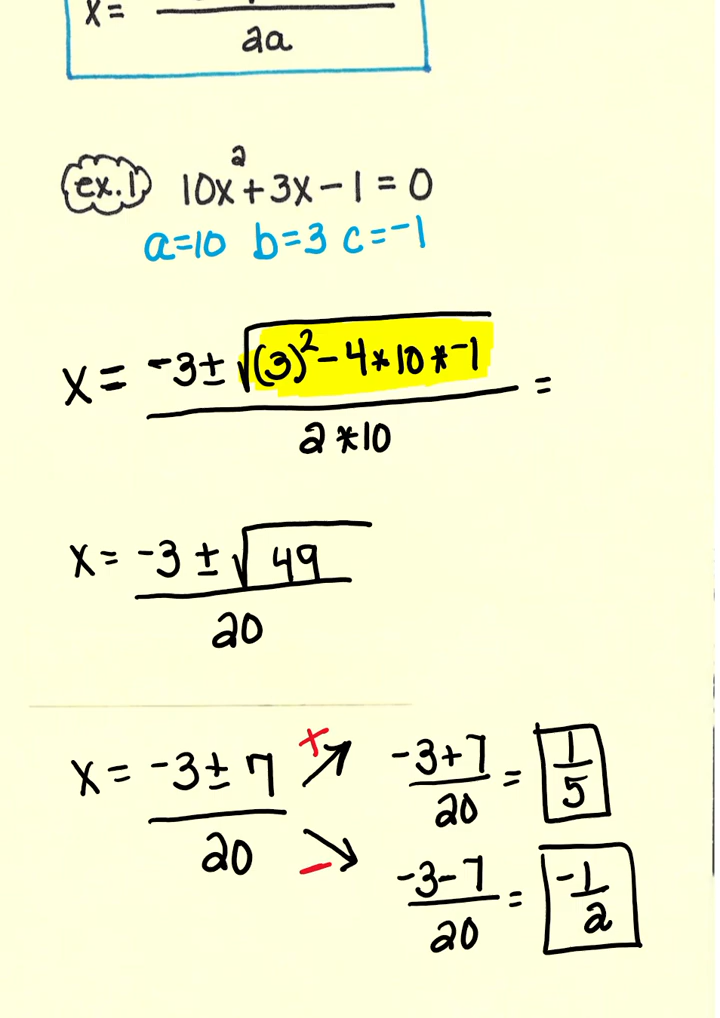 x = 
2a
ex.1 10x²+3x-1=0
a=10 b=3 c=-1
x = -3±√(3)²-4*10*-1 =
2*10
x = -3±√49
20
x = -3±7
20
+
-3+7
20
= 1
5
-
-3-7
20
= -1
2